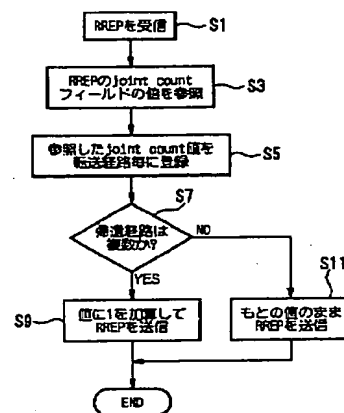 RREPを受信
S1
RREPのjoint count
フィールドの値を参照
S3
参照したjoint count値を
転送経路毎に登録
S5
S7
帰還経路は
複数か?
NO
YES
S9
値に1を加算して
RREPを送信
S11
もとの値のまま
RREPを送信
END